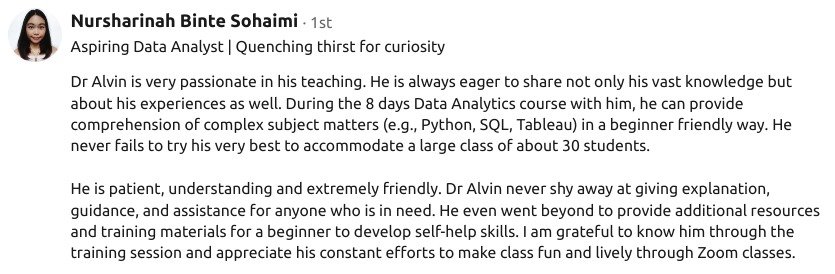 Nursharinah Binte Sohaimi · 1st
Aspiring Data Analyst | Quenching thirst for curiosity
Dr Alvin is very passionate in his teaching. He is always eager to share not only his vast knowledge but
about his experiences as well. During the 8 days Data Analytics course with him, he can provide
comprehension of complex subject matters (e.g., Python, SQL, Tableau) in a beginner friendly way. He
never fails to try his very best to accommodate a large class of about 30 students.
He is patient, understanding and extremely friendly. Dr Alvin never shy away at giving explanation,
guidance, and assistance for anyone who is in need. He even went beyond to provide additional resources
and training materials for a beginner to develop self-help skills. I am grateful to know him through the
training session and appreciate his constant efforts to make class fun and lively through Zoom classes.